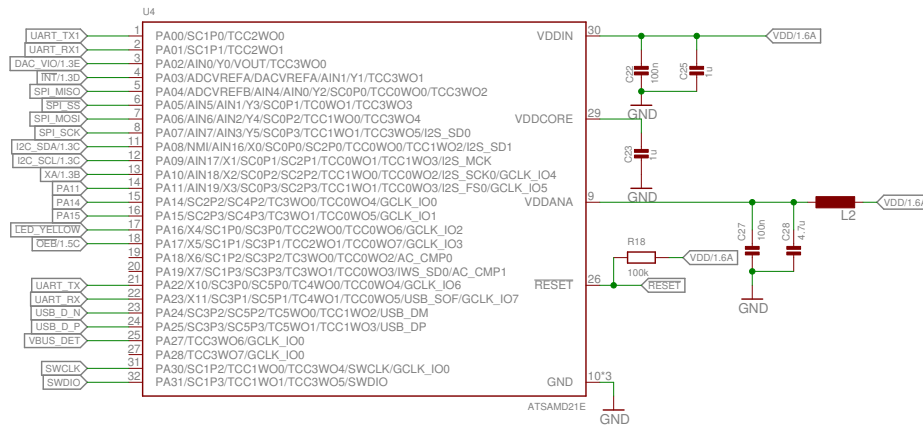 U4
UART_TX1 1 PA00/SC1P0/TCC2WO0
UART_RX1 2 PA01/SC1P1/TCC2WO1
DAC_VIO/1.3E 3 PA02/AIN0/Y0/VOUT/TCC3WO0
INT/1.3D 4 PA03/ADCVREFA/DACVREFA/AIN1/Y1/TCC3WO1
SPI_MISO 5 PA04/ADCVREFB/AIN4/AIN0/Y2/SC0P0/TCC0WO0/TCC3WO2
SPI_SS 6 PA05/AIN5/AIN1/Y3/SC0P1/TC0WO1/TCC3WO3
SPI_MOSI 7 PA06/AIN6/AIN2/Y4/SC0P2/TCC1WO0/TCC3WO4
SPI_SCK 8 PA07/AIN7/AIN3/Y5/SC0P3/TCC1WO1/TCC3WO5/I2S_SD0
I2C_SDA/1.3C 11 PA08/NMI/AIN16/X0/SC0P0/SC2P0/TCC0WO0/TCC1WO2/I2S_SD1
I2C_SCL/1.3C 12 PA09/AIN17/X1/SC0P1/SC2P1/TCC0WO1/TCC1WO3/I2S_MCK
XA/1.3B 13 PA10/AIN18/X2/SC0P2/SC2P2/TCC1WO0/TCC0WO2/I2S_SCK0/GCLK_IO4
PA11 14 PA11/AIN19/X3/SC0P3/SC2P3/TCC1WO1/TCC0WO3/I2S_FS0/GCLK_IO5
PA14 15 PA14/SC2P2/SC4P2/TC3WO0/TCC0WO4/GCLK_IO0
PA15 16 PA15/SC2P3/SC4P3/TC3WO1/TCC0WO5/GCLK_IO1
LED_YELLOW 17 PA16/X4/SC1P0/SC3P0/TCC2WO0/TCC0WO6/GCLK_IO2
OEB/1.5C 18 PA17/X5/SC1P1/SC3P1/TCC2WO1/TCC0WO7/GCLK_IO3
19 PA18/X6/SC1P2/SC3P2/TC3WO0/TCC0WO2/AC_CMP0
20 PA19/X7/SC1P3/SC3P3/TC3WO1/TCC0WO3/IWS_SD0/AC_CMP1
UART_TX 21 PA22/X10/SC3P0/SC5P0/TC4WO0/TCC0WO4/GCLK_IO6
UART_RX 22 PA23/X11/SC3P1/SC5P1/TC4WO1/TCC0WO5/USB_SOF/GCLK_IO7
USB_D_N 23 PA24/SC3P2/SC5P2/TC5WO0/TCC1WO2/USB_DM
USB_D_P 24 PA25/SC3P3/SC5P3/TC5WO1/TCC1WO3/USB_DP
VBUS_DET 25 PA27/TCC3WO6/GCLK_IO0
27 PA28/TCC3WO7/GCLK_IO0
SWCLK 31 PA30/SC1P2/TCC1WO0/TCC3WO4/SWCLK/GCLK_IO0
SWDIO 32 PA31/SC1P3/TCC1WO1/TCC3WO5/SWDIO
VDDIN 30 VDD/1.6A
C22 100n
C25 1u
GND
VDDCORE 29
C23 1u
GND
VDDANA 9 L2 VDD/1.6A
C27 100n
C28 4.7u
GND
R18 VDD/1.6A
100k
RESET 26 RESET
GND 10*3
ATSAMD21E
GND